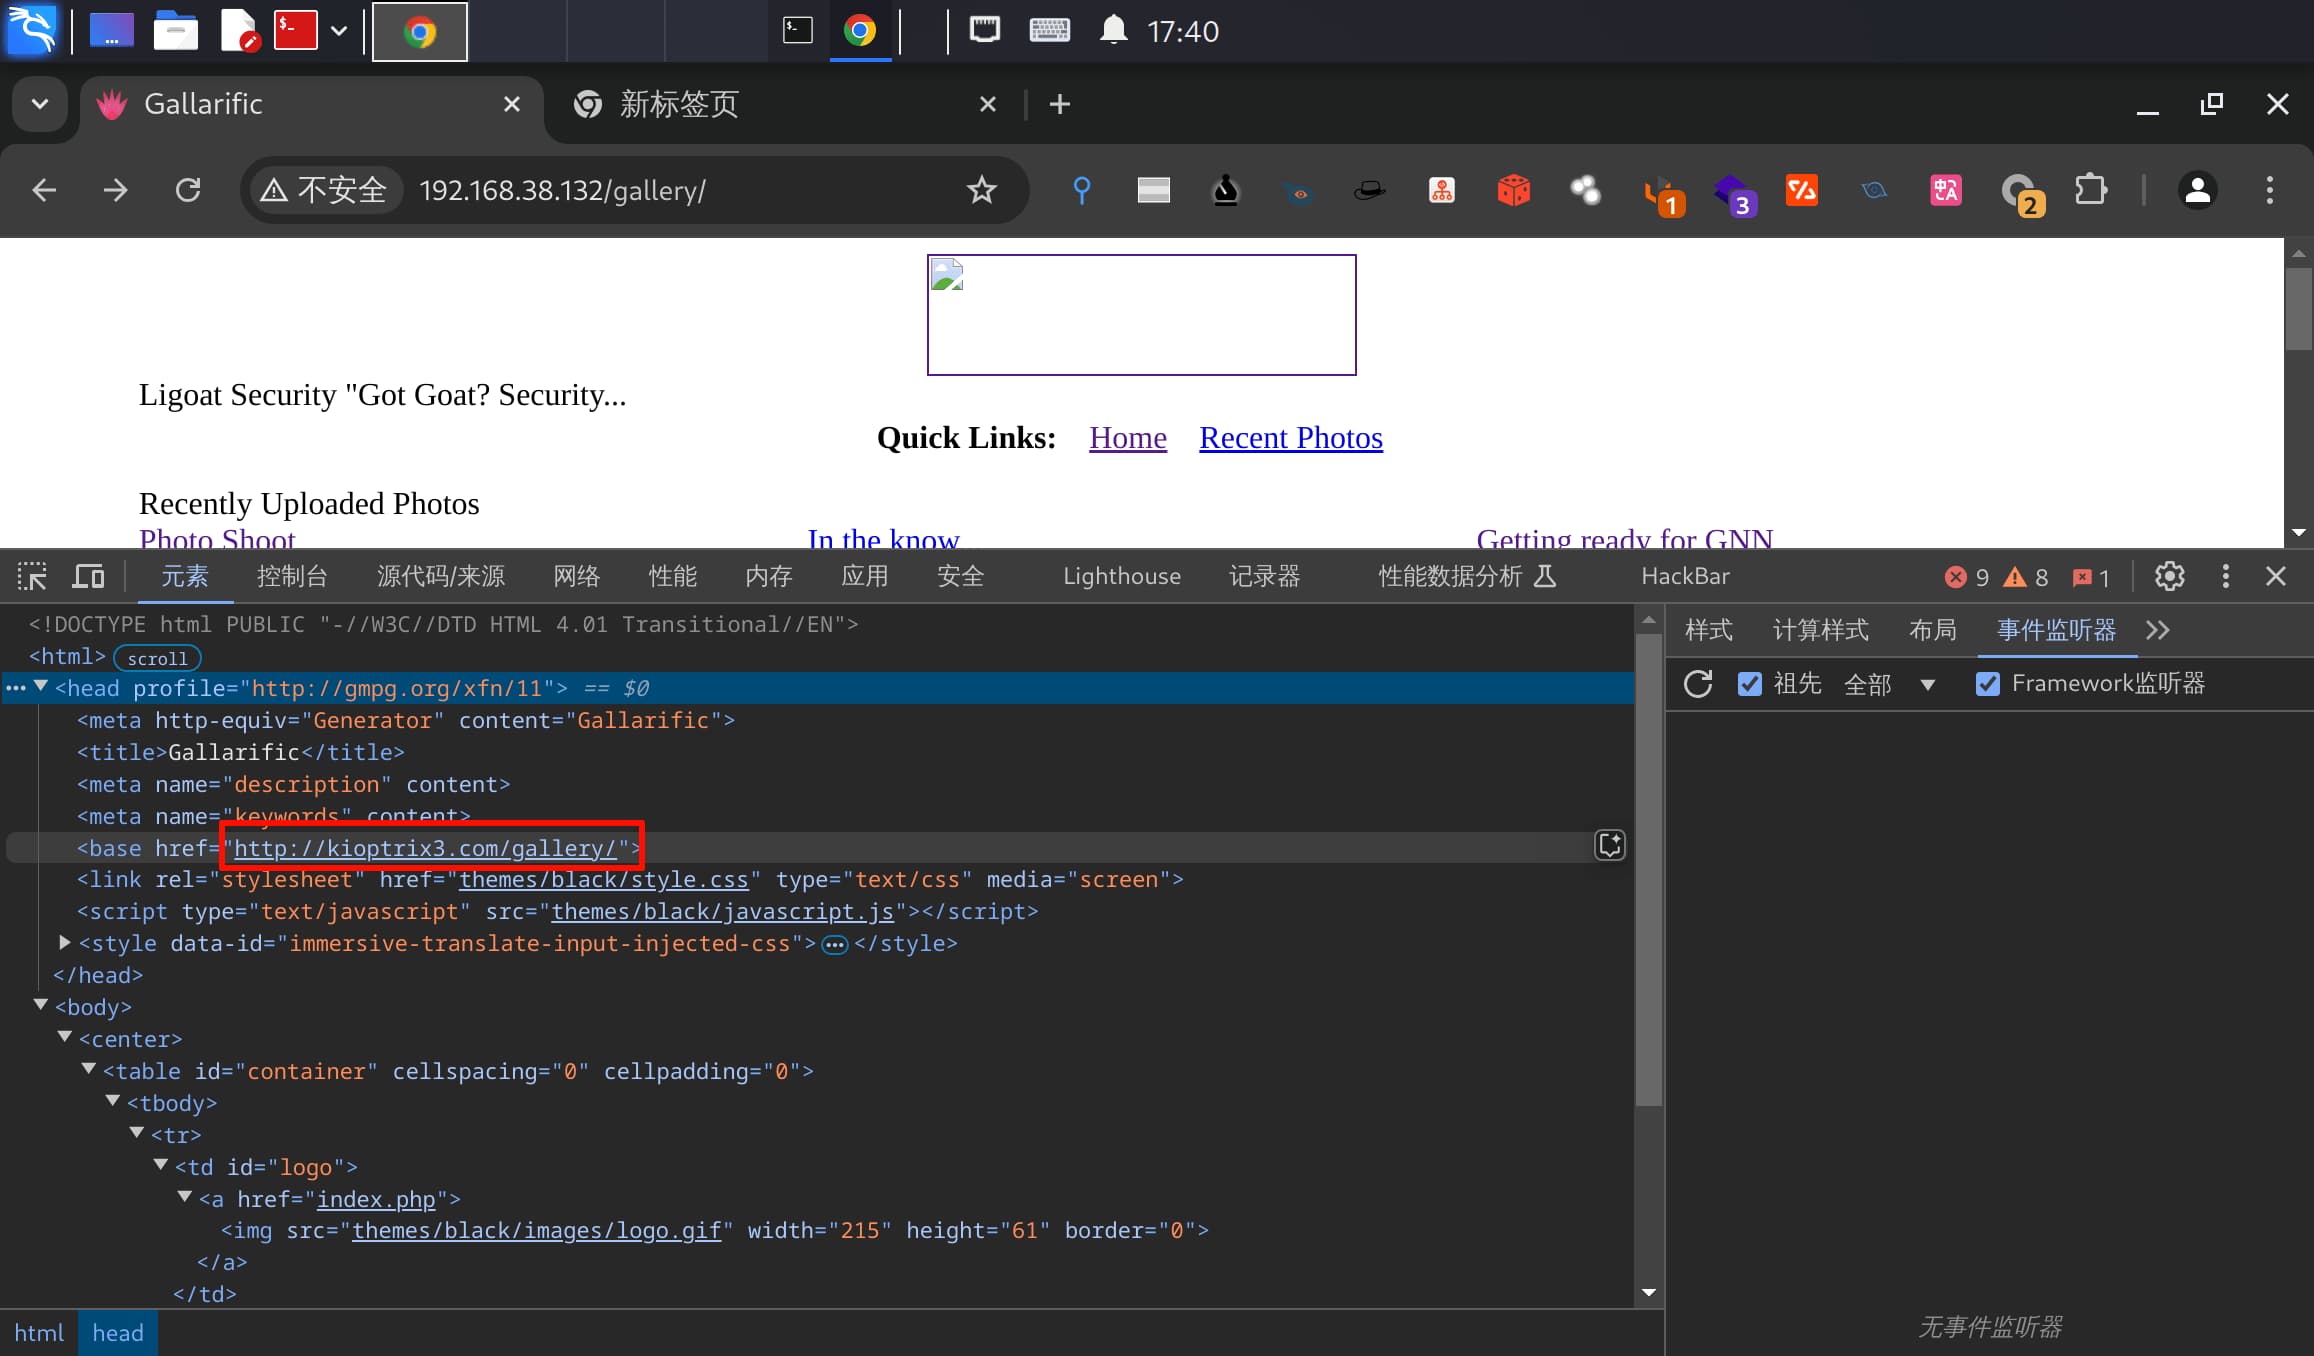 17:40
Gallarific
新标签页
不安全 192.168.38.132/gallery/
1
3
2
Ligoat Security "Got Goat? Security...
Quick Links: Home Recent Photos
Recently Uploaded Photos
Photo Shoot In the know Getting ready for GNN
元素 控制台 源代码/来源 网络 性能 内存 应用 安全 Lighthouse 记录器 性能数据分析 HackBar 9 8 1
<!DOCTYPE html PUBLIC "-//W3C//DTD HTML 4.01 Transitional//EN">
<html> scroll
<head profile="http://gmpg.org/xfn/11"> == $0
<meta http-equiv="Generator" content="Gallarific">
<title>Gallarific</title>
<meta name="description" content>
<meta name="keywords" content>
<base href="http://kioptrix3.com/gallery/">
<link rel="stylesheet" href="themes/black/style.css" type="text/css" media="screen">
<script type="text/javascript" src="themes/black/javascript.js"></script>
<style data-id="immersive-translate-input-injected-css">…</style>
</head>
<body>
<center>
<table id="container" cellspacing="0" cellpadding="0">
<tbody>
<tr>
<td id="logo">
<a href="index.php">
<img src="themes/black/images/logo.gif" width="215" height="61" border="0">
</a>
</td>
html head
样式 计算样式 布局 事件监听器
祖先 全部 Framework监听器
无事件监听器